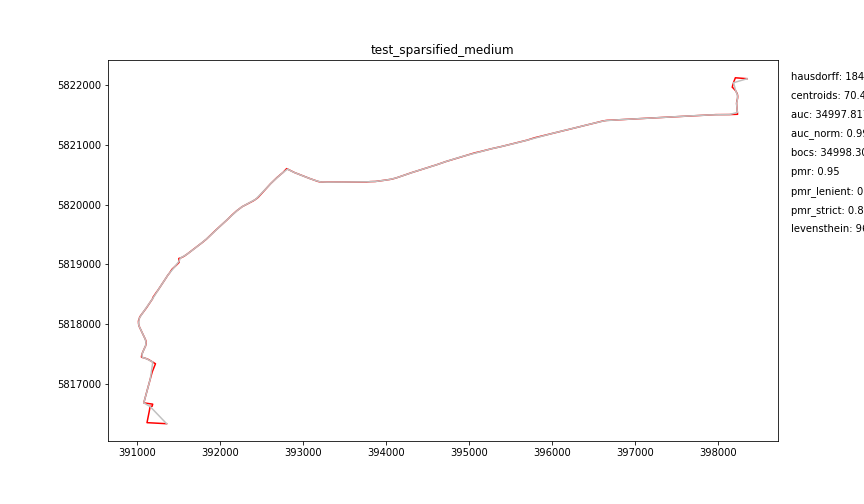 test_sparsified_medium
5822000
5821000
5820000
5819000
5818000
5817000
391000 392000 393000 394000 395000 396000 397000 398000
hausdorff: 184
centroids: 70.4
auc: 34997.81
auc_norm: 0.99
bocs: 34998.30
pmr: 0.95
pmr_lenient: 0
pmr_strict: 0.8
levensthein: 96